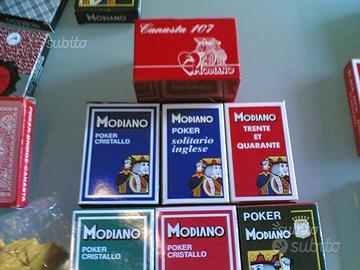 subito
Canasta 107
MODIANO
MODIANO
POKER
CRISTALLO
MODIANO
POKER
solitario
inglese
MODIANO
TRENTE
ET
QUARANTE
MODIANO
POKER
CRISTALLO
MODIANO
POKER
CRISTALLO
POKER
MODIANO
subito